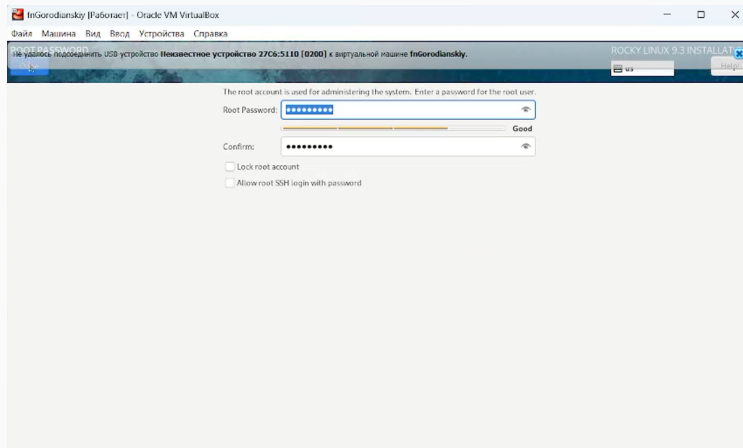 fnGorodianskiy [Работает] - Oracle VM VirtualBox
Файл Машина Вид Ввод Устройства Справка
ROOT PASSWORD
ROCKY LINUX 9.3 INSTALLAT
Не удалось подсоединить USB-устройство Неизвестное устройство 27C6:5110 [0200] к виртуальной машине fnGorodianskiy.
us
Help!
The root account is used for administering the system. Enter a password for the root user.
Root Password: ●●●●●●●●●
Good
Confirm: ●●●●●●●●●
Lock root account
Allow root SSH login with password